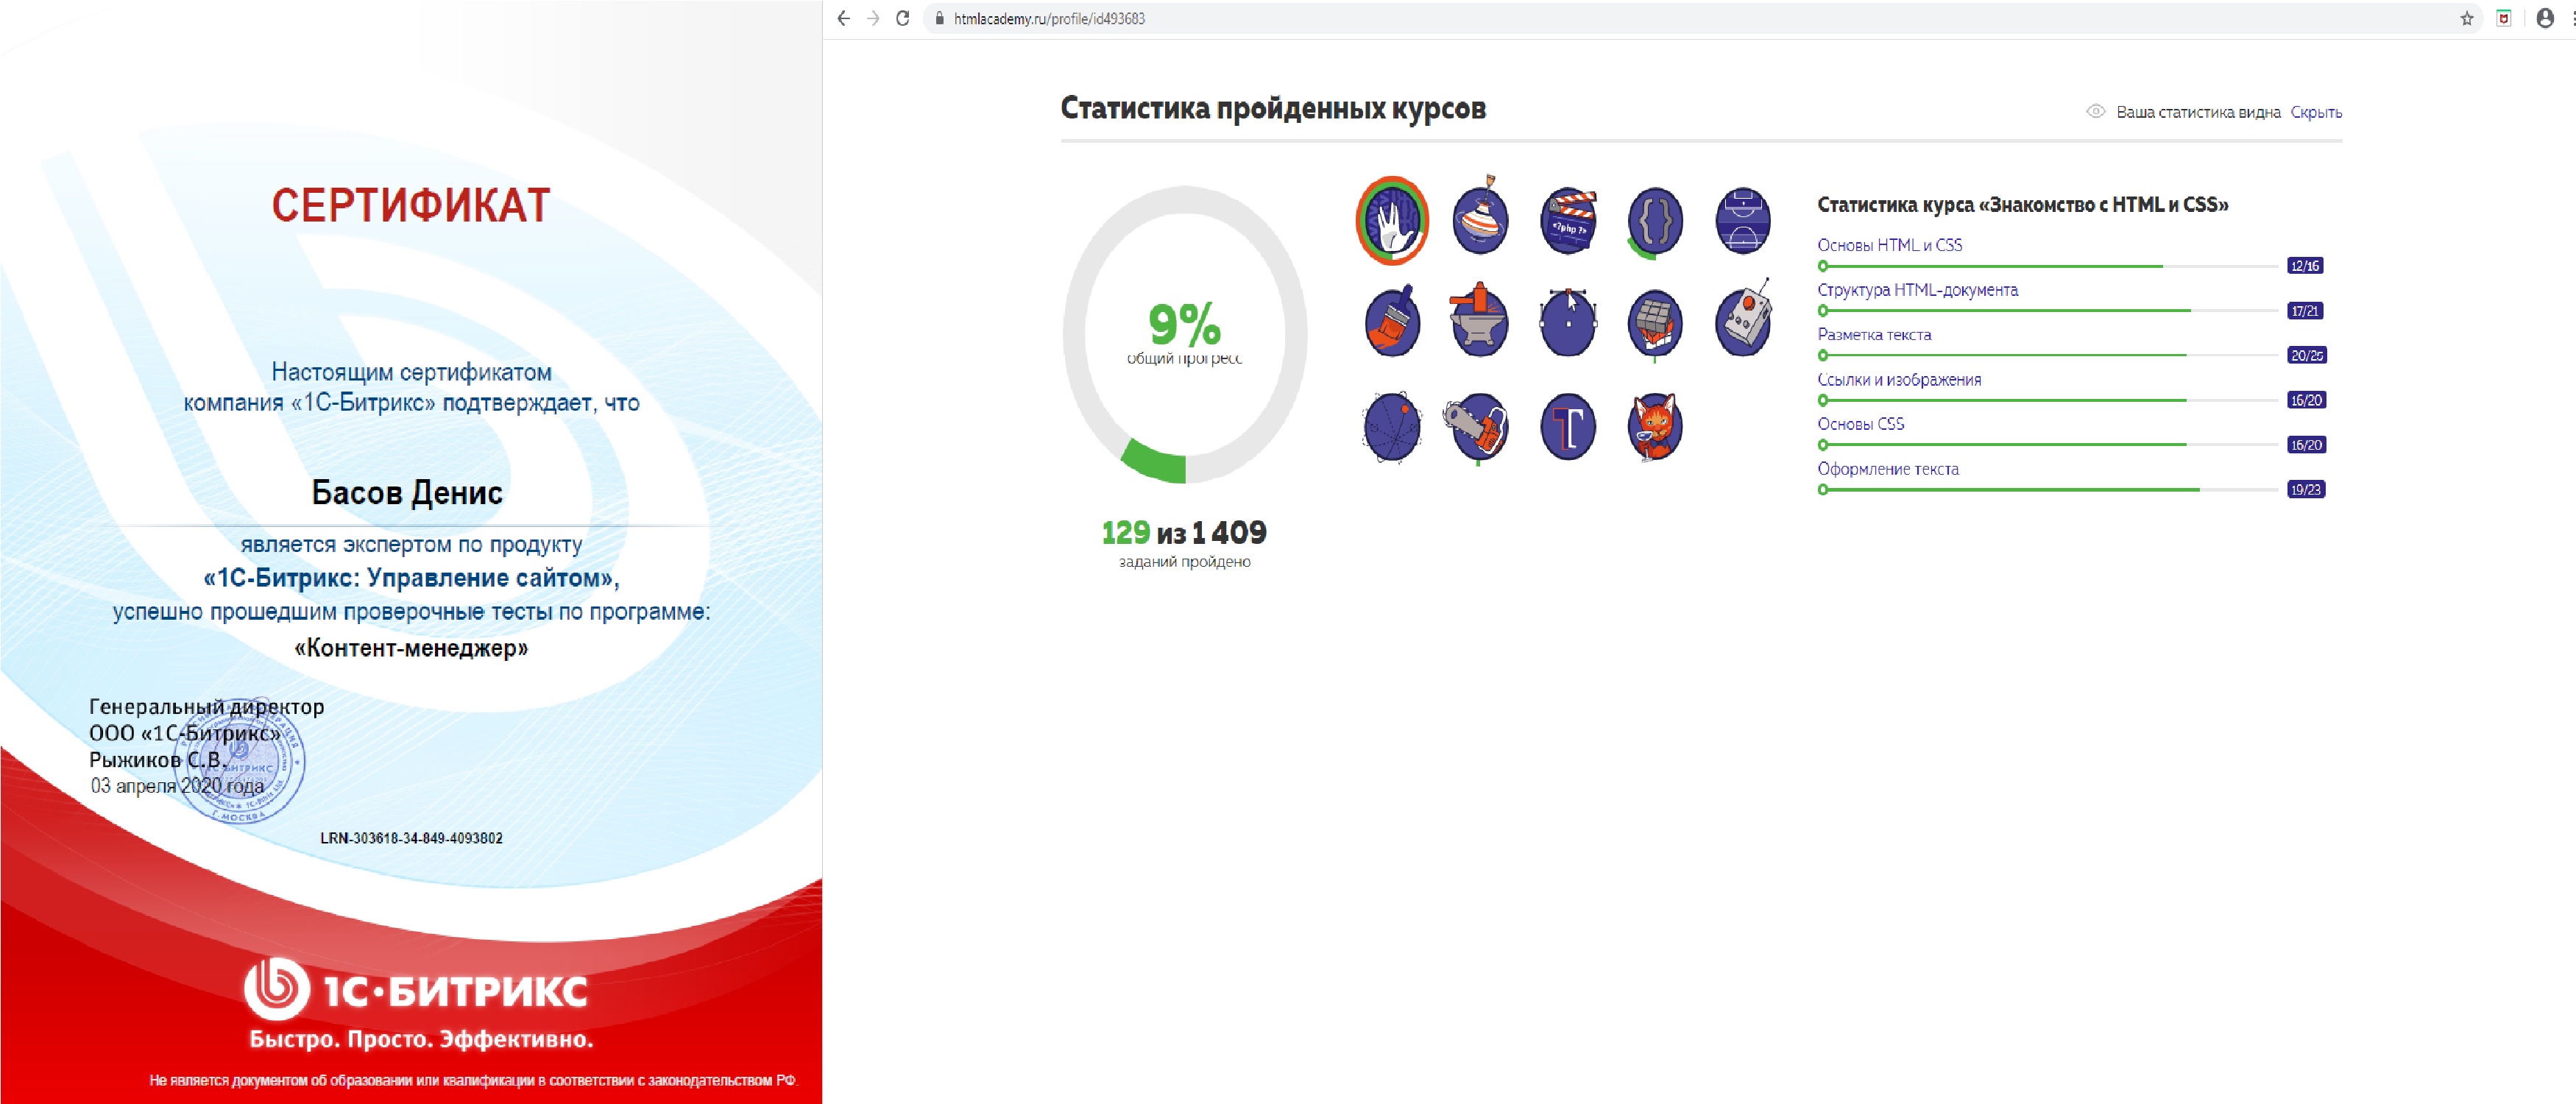 СЕРТИФИКАТ
Настоящим сертификатом
компания «1С-Битрикс» подтверждает, что
Басов Денис
является экспертом по продукту
«1С-Битрикс: Управление сайтом»,
успешно прошедшим проверочные тесты по программе:
«Контент-менеджер»
Генеральный директор
ООО «1С-Битрикс»
Рыжиков С.В.
03 апреля 2020 года
1С-БИТРИКС
Г. МОСКВА
LRN-303618-34-849-4093802
1С·БИТРИКС
Быстро. Просто. Эффективно.
Не является документом об образовании или квалификации в соответствии с законодательством РФ.
htmlacademy.ru/profile/id493683
Статистика пройденных курсов
Ваша статистика видна Скрыть
9%
общий прогресс
129 из 1 409
заданий пройдено
<?php ?>
{}
T
Статистика курса «Знакомство с HTML и CSS»
Основы HTML и CSS
12/16
Структура HTML-документа
17/21
Разметка текста
20/25
Ссылки и изображения
16/20
Основы CSS
16/20
Оформление текста
19/23